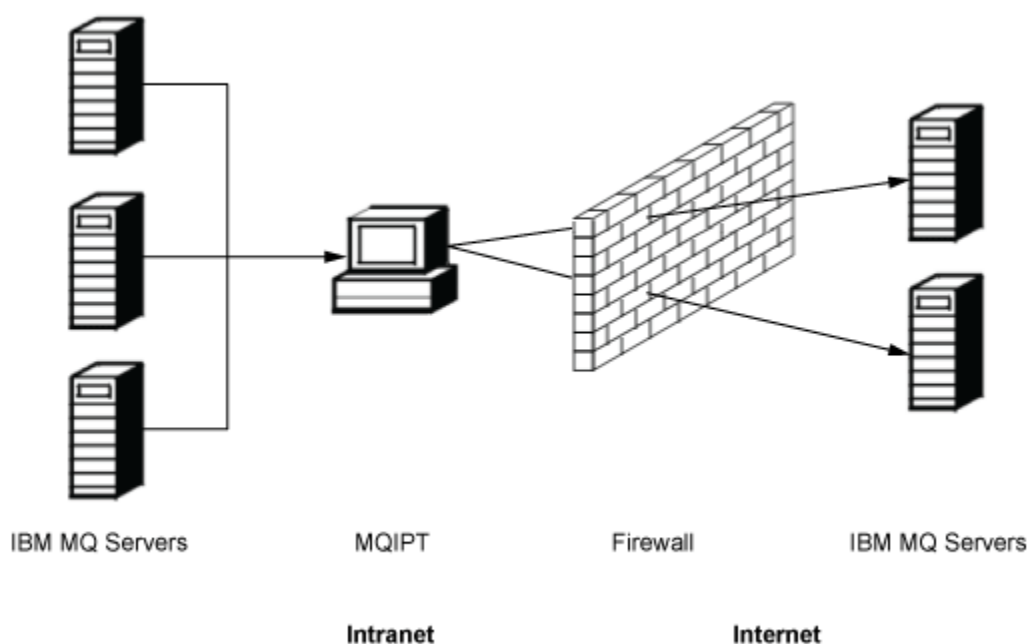 IBM MQ Servers
MQIPT
Firewall
IBM MQ Servers
Intranet
Internet